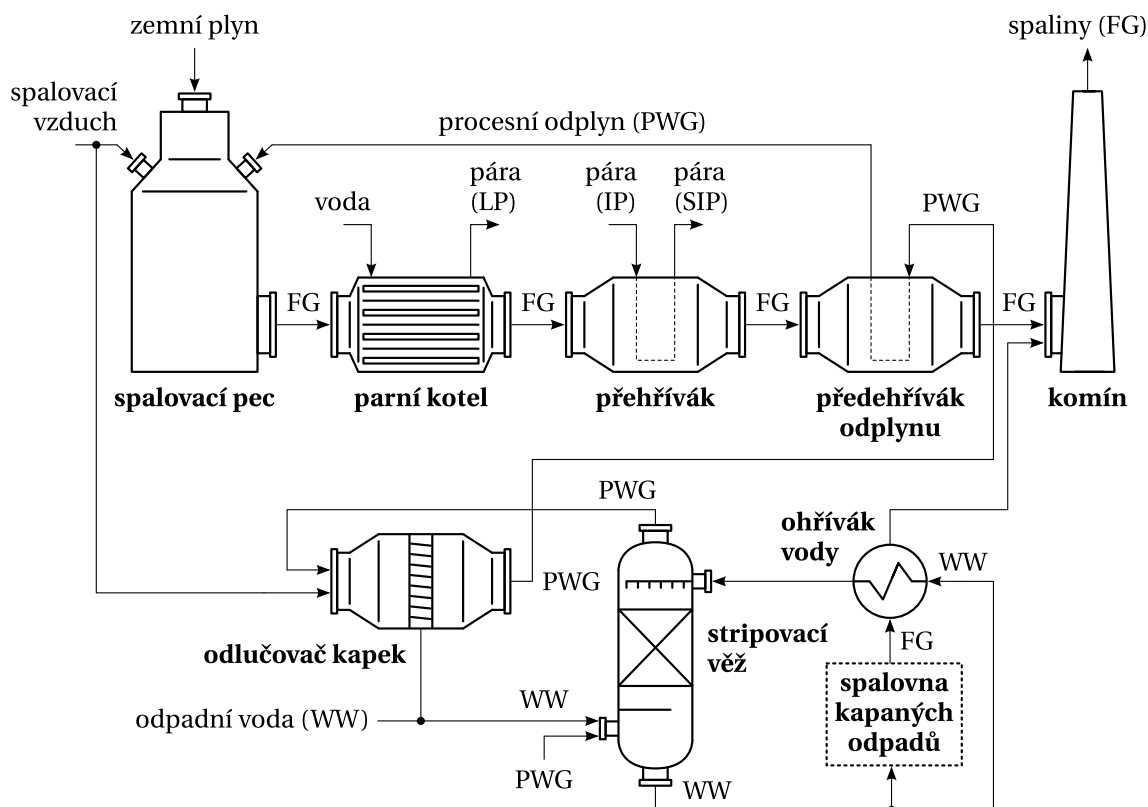 zemní plyn
spaliny (FG)
spalovací
vzduch
procesní odplyn (PWG)
voda
pára
(LP)
pára
(IP)
pára
(SIP)
PWG
FG
FG
FG
FG
spalovací pec
parní kotel
přehřívák
předehřívák
odplynu
komín
PWG
ohřívák
vody
WW
PWG
odlučovač kapek
stripovací
věž
FG
spalovna
kapaných
odpadů
odpadní voda (WW)
WW
PWG
WW